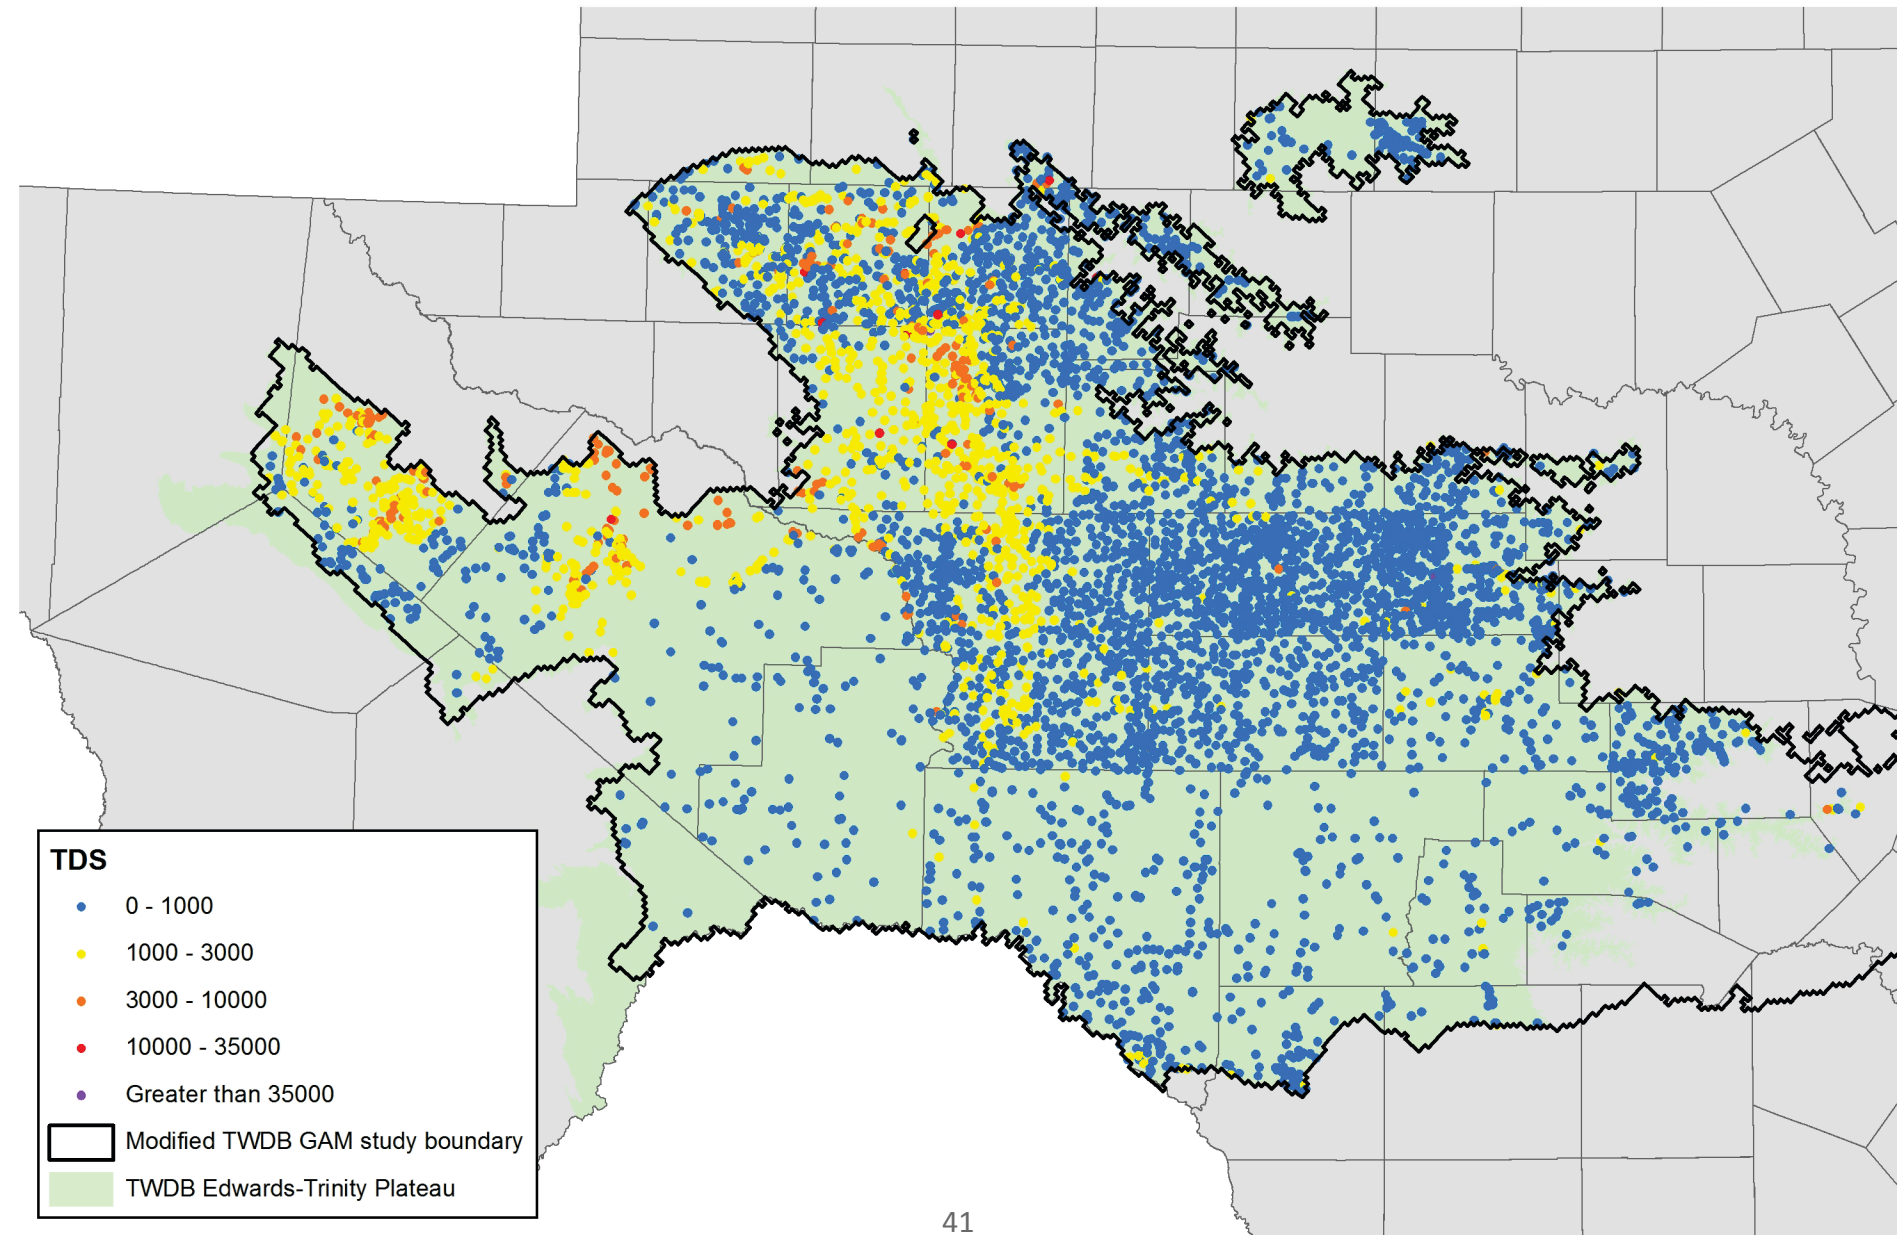 TDS
0 - 1000
1000 - 3000
3000 - 10000
10000 - 35000
Greater than 35000
Modified TWDB GAM study boundary
TWDB Edwards-Trinity Plateau
41